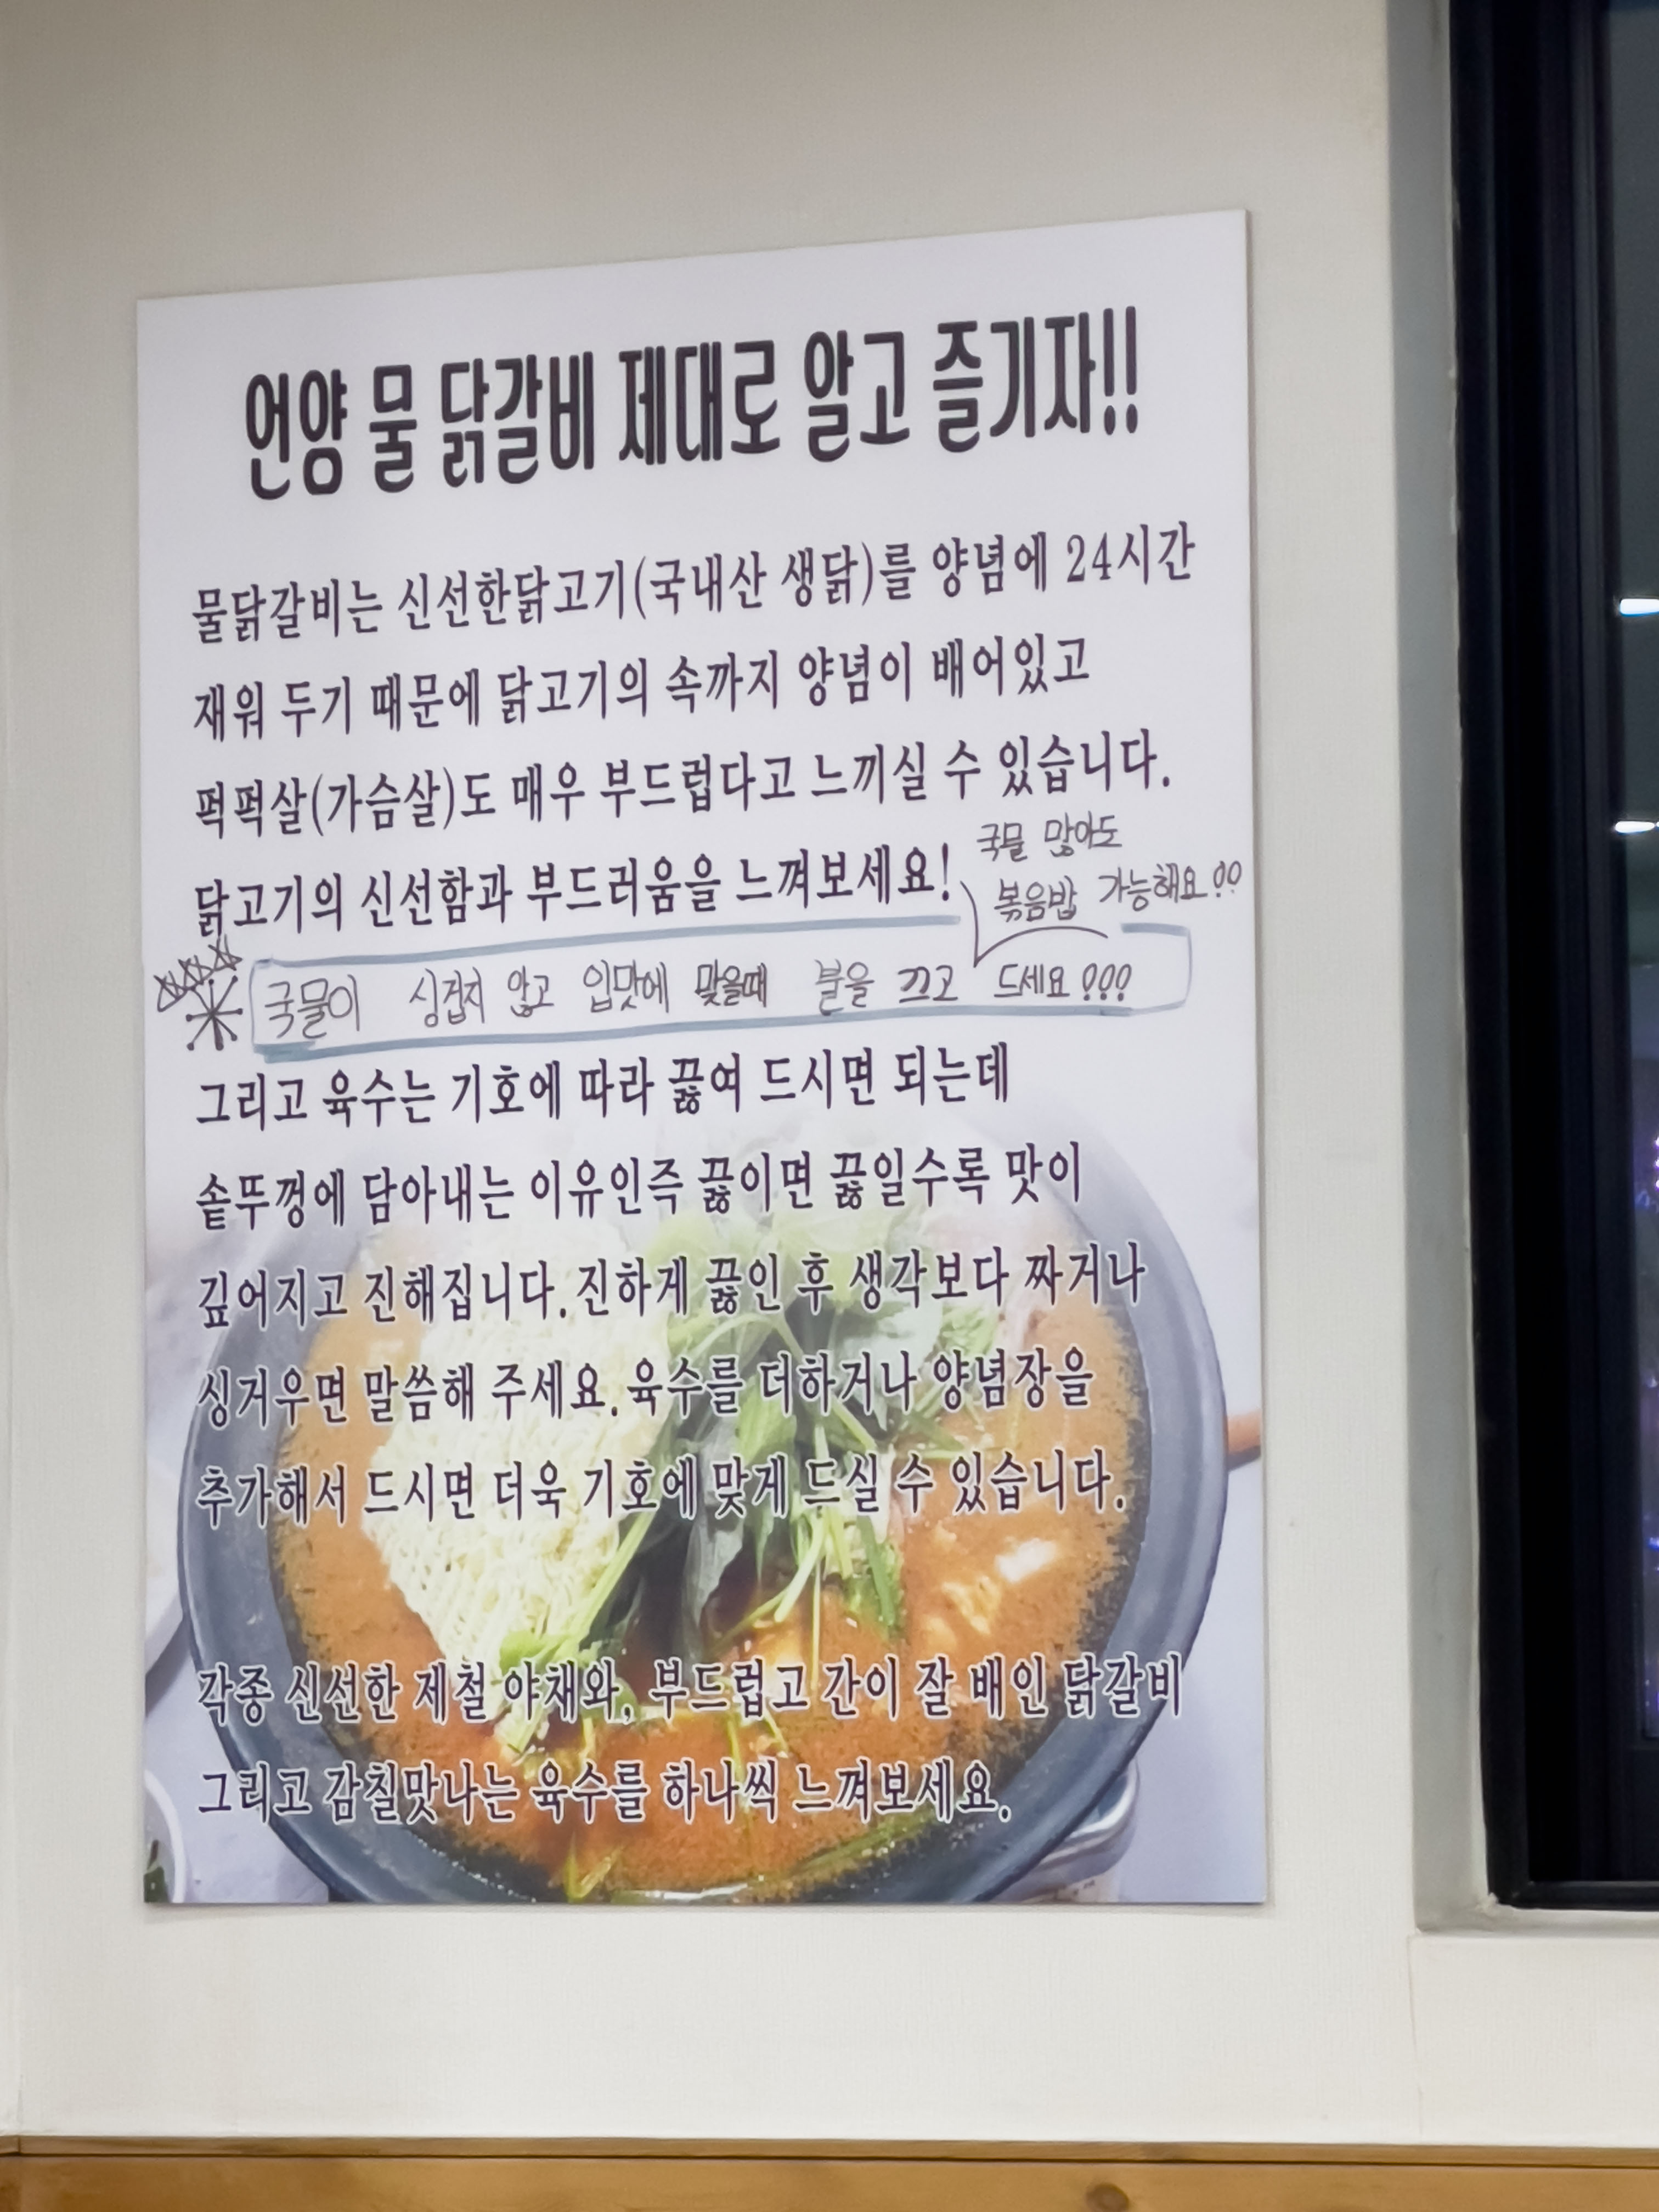 언양 물 닭갈비 제대로 알고 즐기자!!
물닭갈비는 신선한닭고기(국내산 생닭)를 양념에 24시간
재워 두기 때문에 닭고기의 속까지 양념이 배어있고
퍽퍽살(가슴살)도 매우 부드럽다고 느끼실 수 있습니다.
닭고기의 신선함과 부드러움을 느껴보세요!
국물 많아도
볶음밥 가능해요!!
국물이 싱겁지 않고 입맛에 맞을때 불을 끄고 드세요!!!
그리고 육수는 기호에 따라 끓여 드시면 되는데
솥뚜껑에 담아내는 이유인즉 끓이면 끓일수록 맛이
깊어지고 진해집니다.진하게 끓인 후 생각보다 짜거나
싱거우면 말씀해 주세요.육수를 더하거나 양념장을
추가해서 드시면 더욱 기호에 맞게 드실 수 있습니다.
각종 신선한 제철 야채와, 부드럽고 간이 잘 배인 닭갈비
그리고 감칠맛나는 육수를 하나씩 느껴보세요.